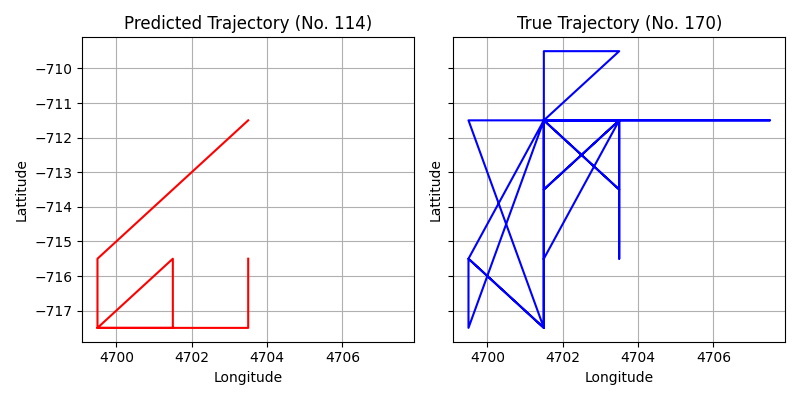 Predicted Trajectory (No. 114)
True Trajectory (No. 170)
Lattitude
−710
−711
−712
−713
−714
−715
−716
−717
4700
4702
4704
4706
Longitude
Lattitude
4700
4702
4704
4706
Longitude